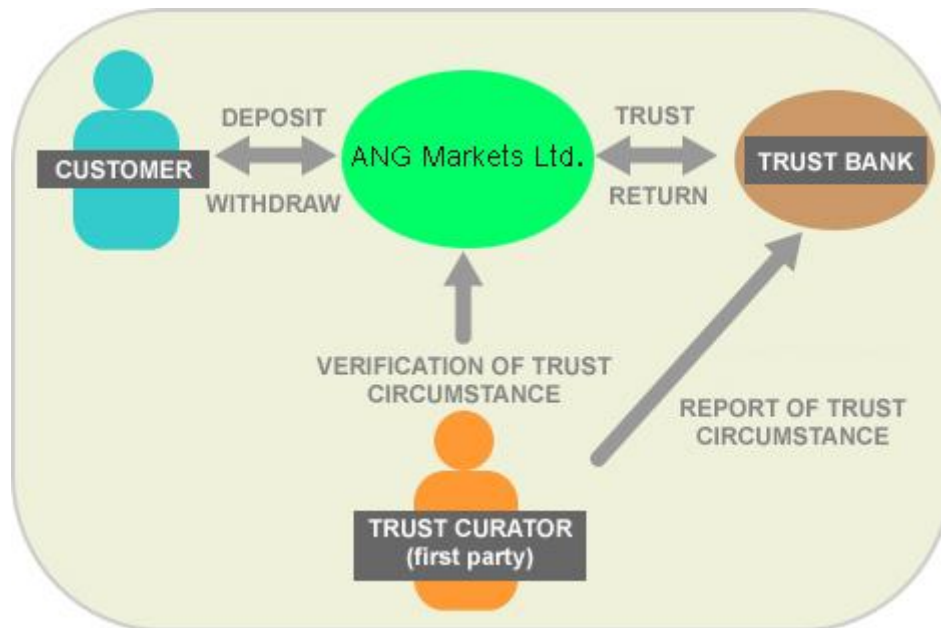 DEPOSIT
CUSTOMER
WITHDRAW
ANG Markets Ltd.
TRUST
RETURN
TRUST BANK
VERIFICATION OF TRUST
CIRCUMSTANCE
REPORT OF TRUST
CIRCUMSTANCE
TRUST CURATOR
(first party)